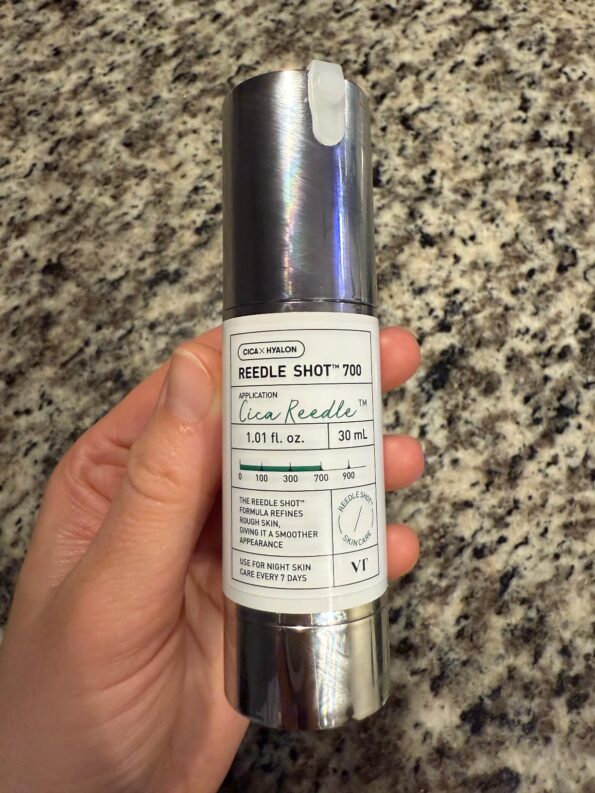 CICA X HYALON
REEDLE SHOT™ 700
APPLICATION
Cica Reedle™
1.01 fl. oz.
30 mL
0 100 300 700 900
THE REEDLE SHOT™
FORMULA REFINES
ROUGH SKIN,
GIVING IT A SMOOTHER
APPEARANCE
REEDLE SHOT™
SKIN CARE
USE FOR NIGHT SKIN
CARE EVERY 7 DAYS
VT